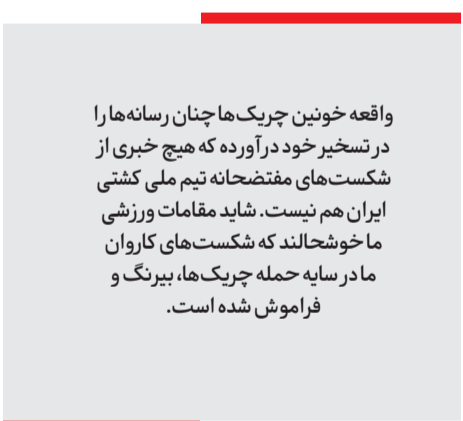 واقعه خونین چریک‌ها چنان رسانه‌ها را
در تسخیر خود درآورده که هیچ خبری از
شکست‌های مفتضحانه تیم ملی کشتی
ایران هم نیست. شاید مقامات ورزشی
ما خوشحالند که شکست‌های کاروان
ما در سایه حمله چریک‌ها، بیرنگ و
فراموش شده است.